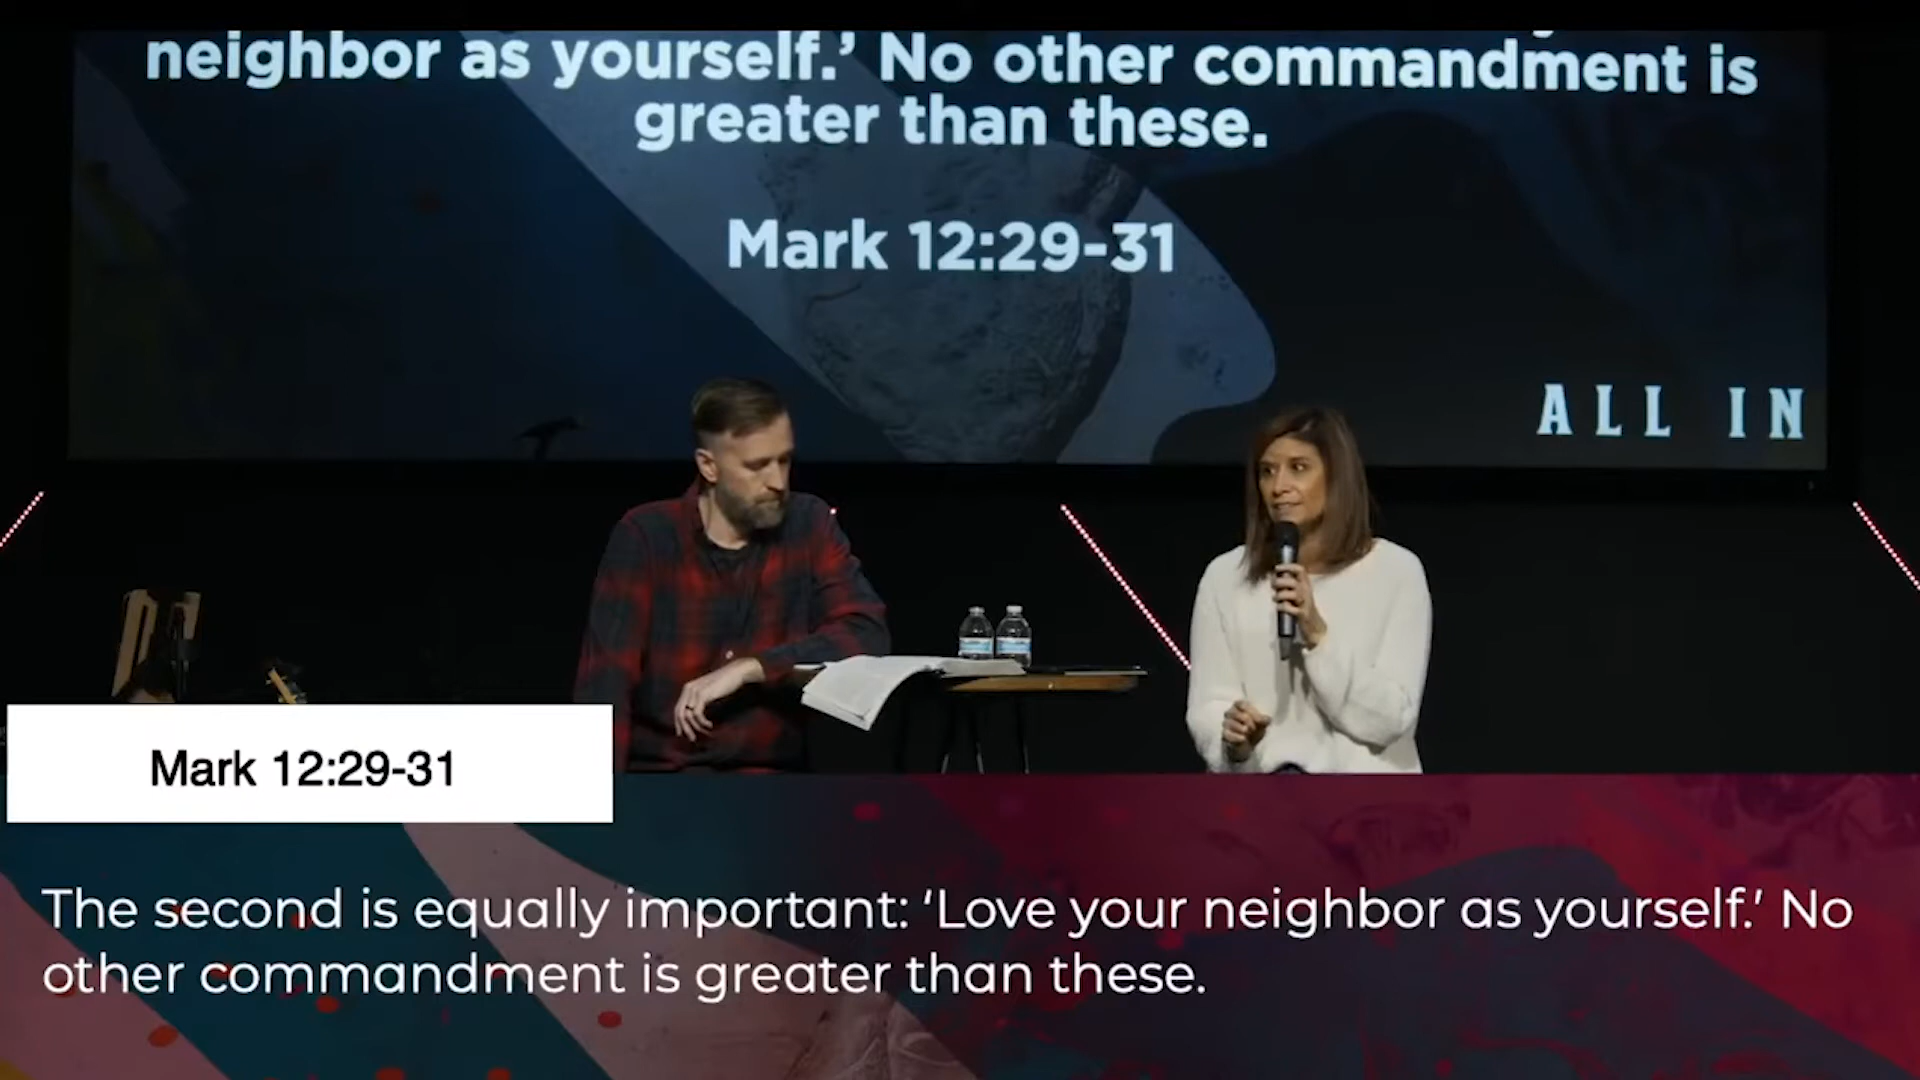 neighbor as yourself.’ No other commandment is
greater than these.
Mark 12:29-31
ALL IN
Mark 12:29-31
The second is equally important: ‘Love your neighbor as yourself.’ No
other commandment is greater than these.